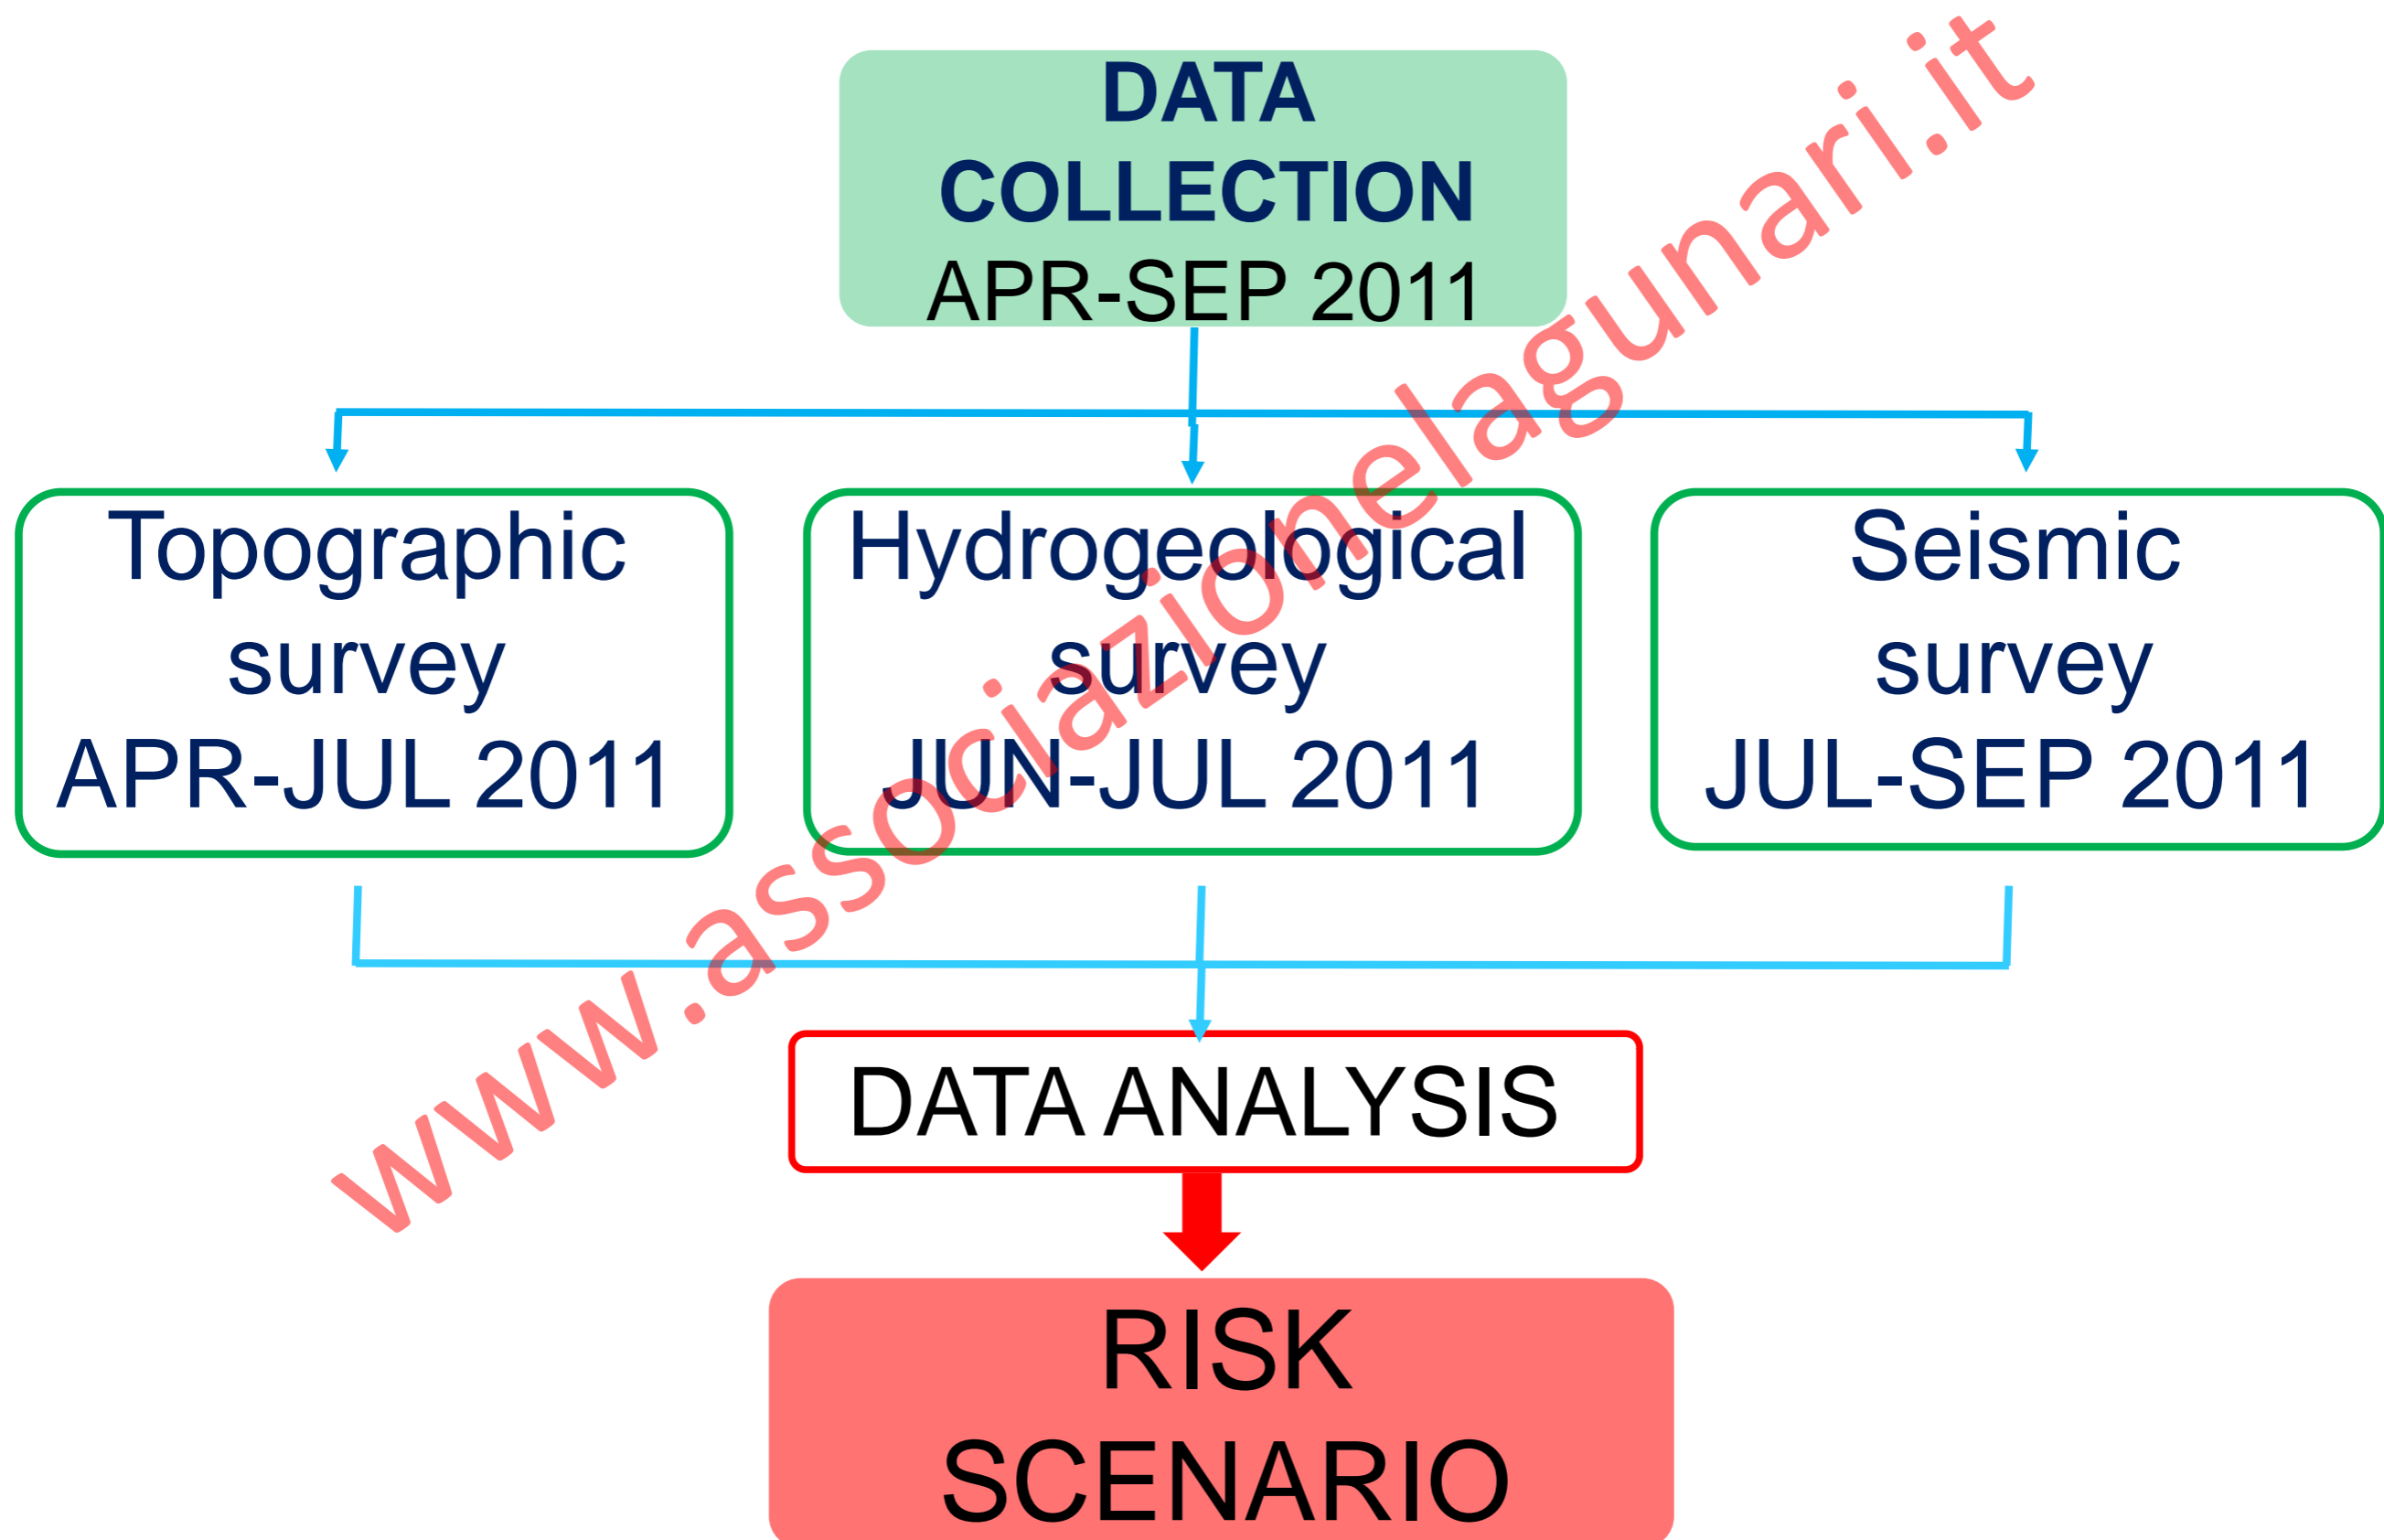 DATA
COLLECTION
APR-SEP 2011
Topographic
survey
APR-JUL 2011
Hydrogeological
survey
JUN-JUL 2011
Seismic
survey
JUL-SEP 2011
DATA ANALYSIS
RISK
SCENARIO
www.associazionelagunari.it